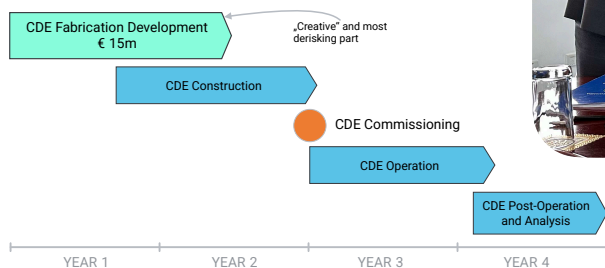 CDE Fabrication Development
€ 15m
„Creative" and most
derisking part
CDE Construction
CDE Commissioning
CDE Operation
CDE Post-Operation
and Analysis
YEAR 1
YEAR 2
YEAR 3
YEAR 4